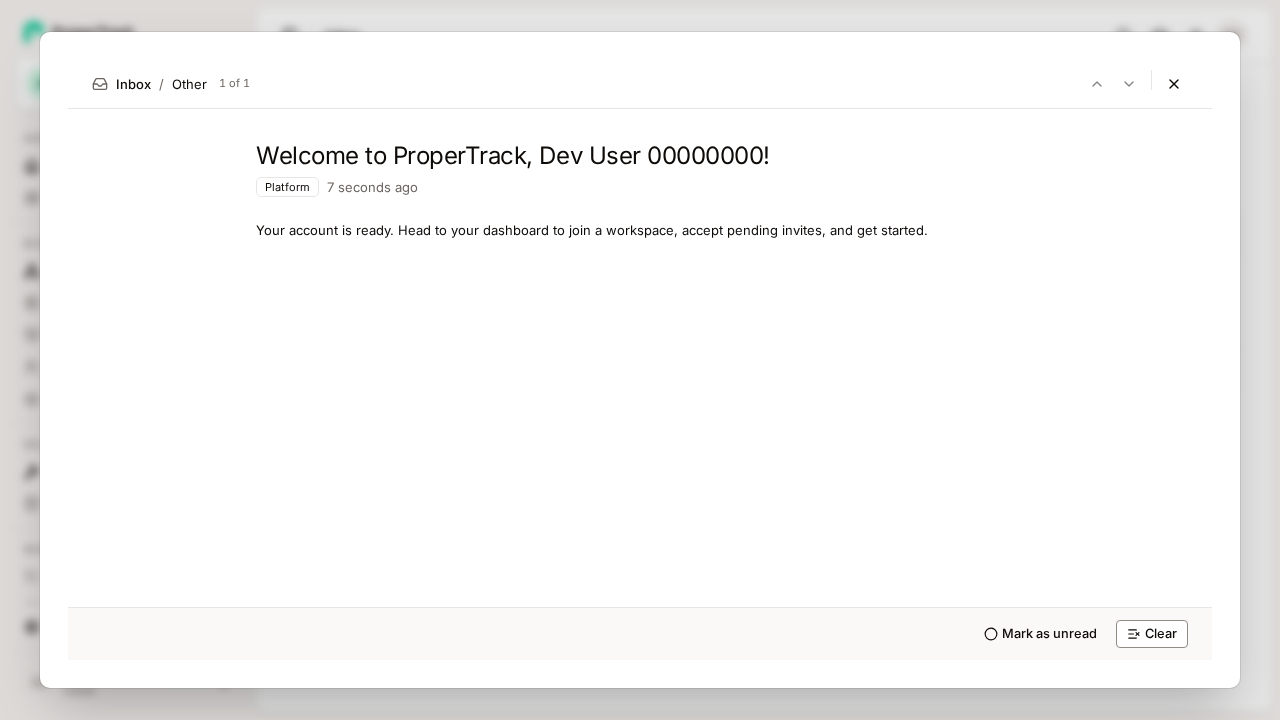 Inbox / Other 1 of 1
Welcome to ProperTrack, Dev User 00000000!
Platform 7 seconds ago
Your account is ready. Head to your dashboard to join a workspace, accept pending invites, and get started.
Mark as unread Clear